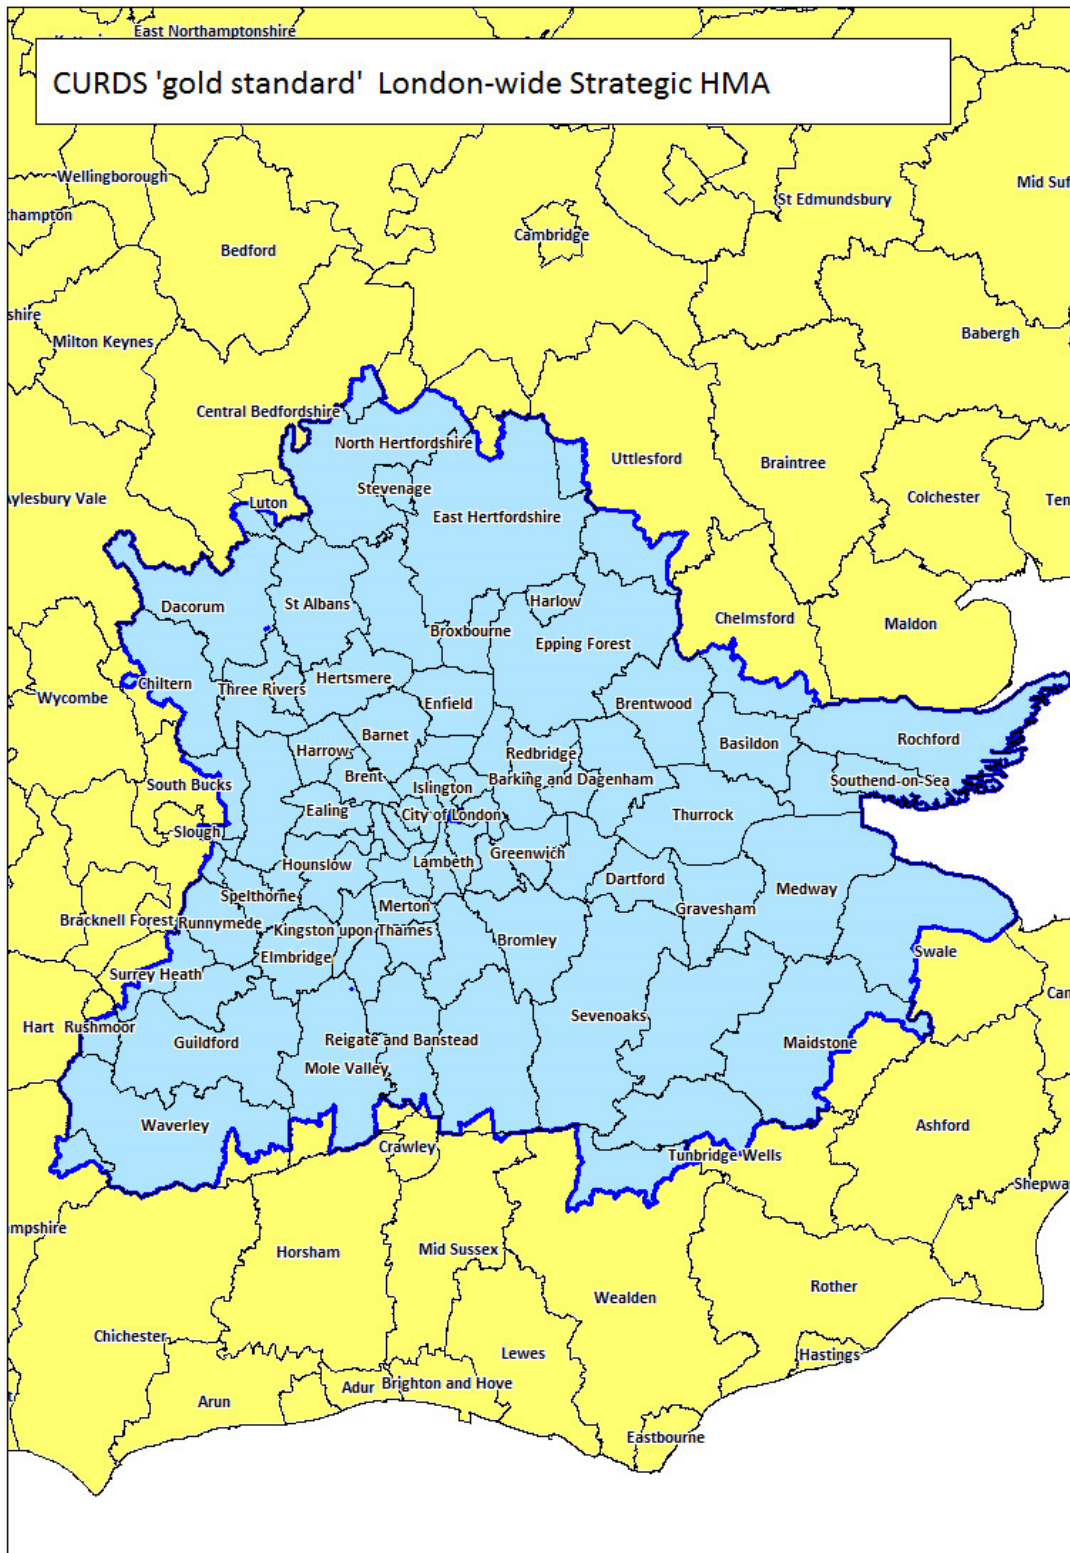 East Northamptonshire
CURDS 'gold standard'  London-wide Strategic HMA
Wellingborough
Mid Suf
St Edmundsbury
thampton
Cambridge
Bedford
shire
Milton Keynes
Babergh
Central Bedfordshire
North Hertfordshire
Uttlesford
Braintree
Stevenage
Aylesbury Vale
Luton
Colchester
Ten
East Hertfordshire
Dacorum
St Albans
Harlow
Chelmsford
Maldon
Broxbourne
Epping Forest
Hertsmere
Chiltern
Three Rivers
Wycombe
Enfield
Brentwood
Barnet
Rochford
Harrow
Redbridge
Basildon
Brent
Barking and Dagenham
Southend-on-Sea
South Bucks
Islington
Ealing
City of London
Thurrock
Slough
Hounslow
Lambeth
Greenwich
Dartford
Medway
Spelthorne
Merton
Gravesham
Bracknell Forest
Runnymede
Kingston upon Thames
Bromley
Elmbridge
Swale
Surrey Heath
Can
Sevenoaks
Hart
Rushmoor
Guildford
Reigate and Banstead
Maidstone
Mole Valley
Waverley
Ashford
Crawley
Tunbridge Wells
Shepwa
ampshire
Horsham
Mid Sussex
Rother
Wealden
Chichester
Lewes
Hastings
Adur
Brighton and Hove
Arun
Eastbourne